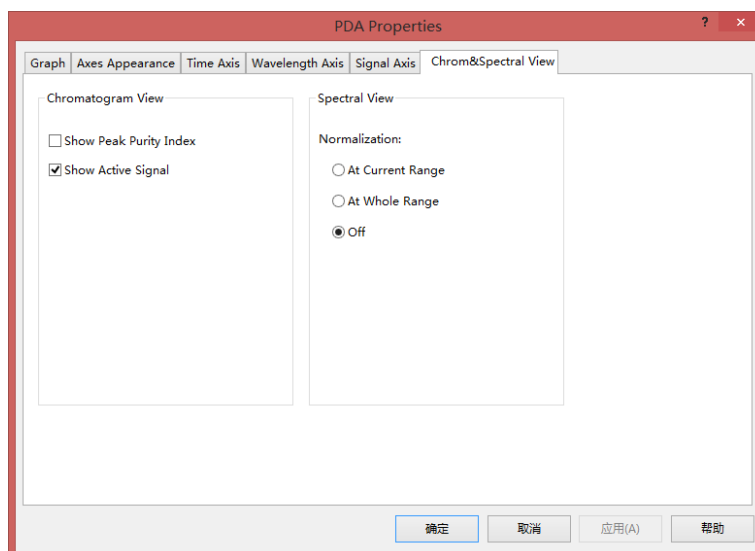 PDA Properties
? ×
Graph Axes Appearance Time Axis Wavelength Axis Signal Axis Chrom&Spectral View
Chromatogram View
Show Peak Purity Index
Show Active Signal
Spectral View
Normalization:
At Current Range
At Whole Range
Off
确定 取消 应用(A) 帮助